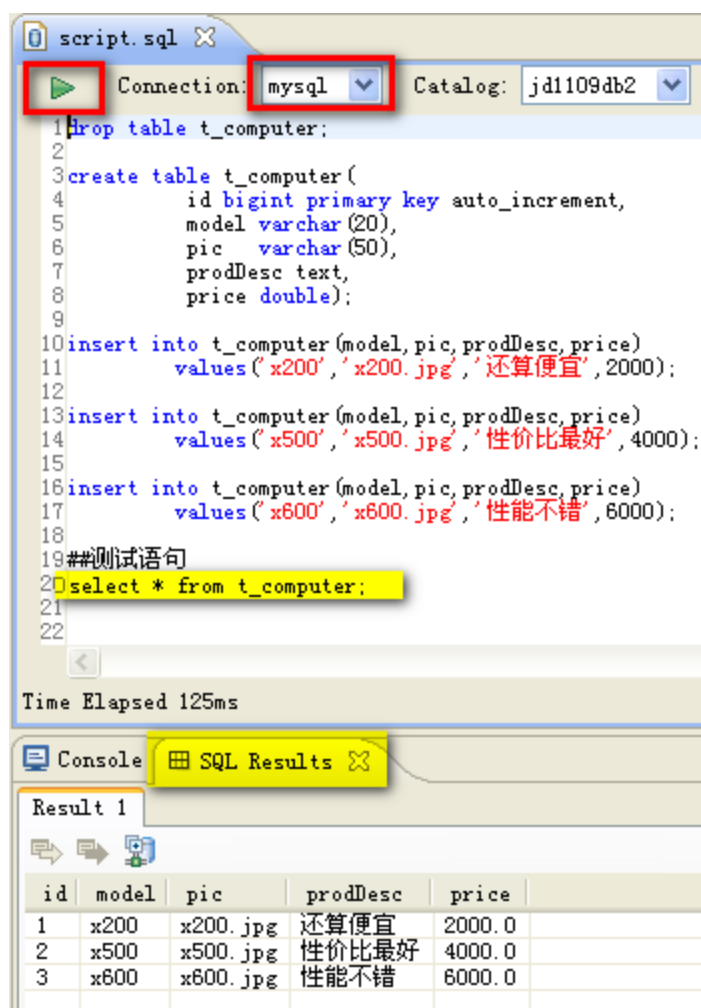 script.sql
Connection: mysql Catalog: jd1109db2
1 drop table t_computer;
2
3 create table t_computer(
4 id bigint primary key auto_increment,
5 model varchar(20),
6 pic varchar(50),
7 prodDesc text,
8 price double);
9
10 insert into t_computer(model,pic,prodDesc,price)
11 values('x200','x200.jpg','还算便宜',2000);
12
13 insert into t_computer(model,pic,prodDesc,price)
14 values('x500','x500.jpg','性价比最好',4000);
15
16 insert into t_computer(model,pic,prodDesc,price)
17 values('x600','x600.jpg','性能不错',6000);
18
19 ##测试语句
20 select * from t_computer;
21
22
Time Elapsed 125ms
Console SQL Results
Result 1
id model pic prodDesc price
1 x200 x200.jpg 还算便宜 2000.0
2 x500 x500.jpg 性价比最好 4000.0
3 x600 x600.jpg 性能不错 6000.0